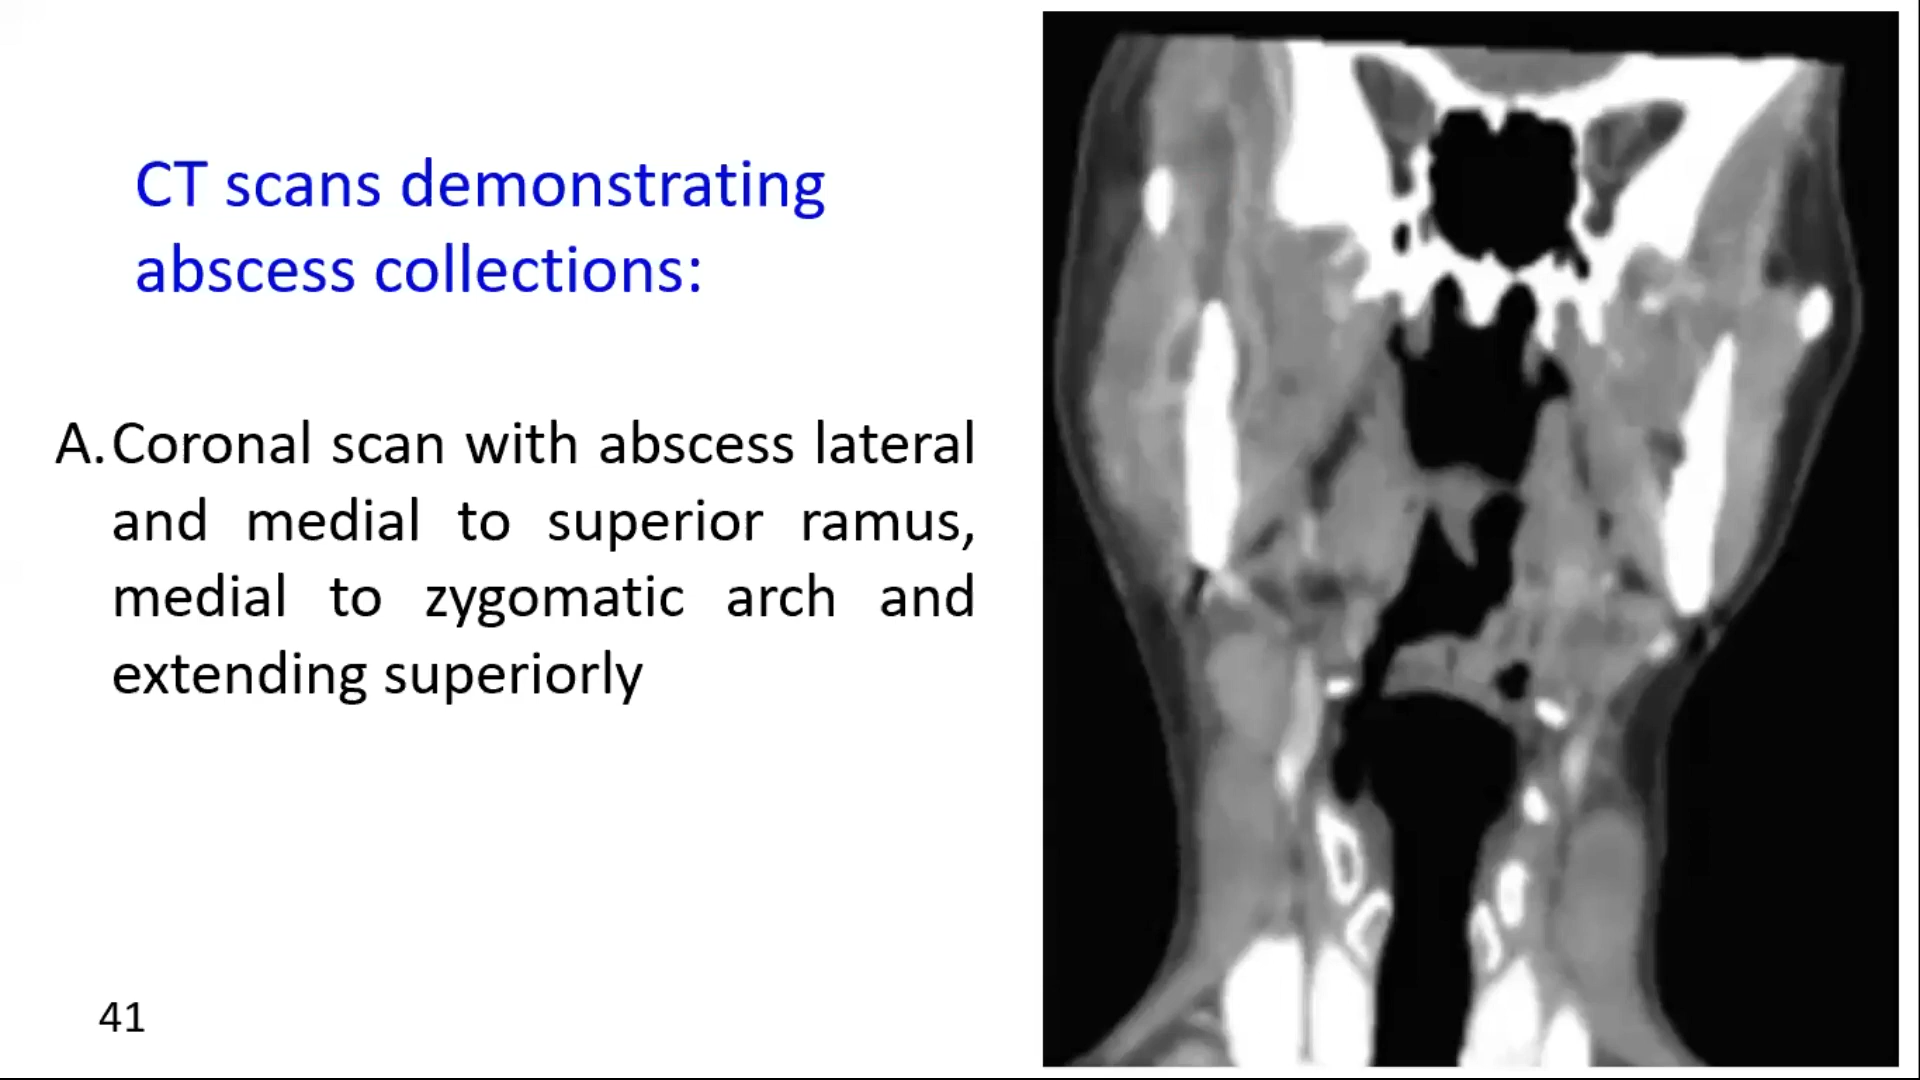 CT scans demonstrating
abscess collections:
A. Coronal scan with abscess lateral
and medial to superior ramus,
medial to zygomatic arch and
extending superiorly
41